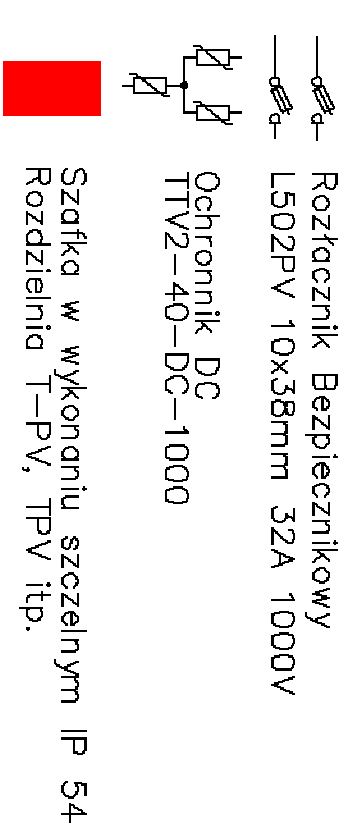 Rozłacznik Bezpiecznikowy
L502PV 10x38mm 32A 1000V
Ochronnik DC
TTV2-40-DC-1000
Szafka w wykonaniu szczelnym IP 54
Rozdzielnia T-PV, TPV itp.